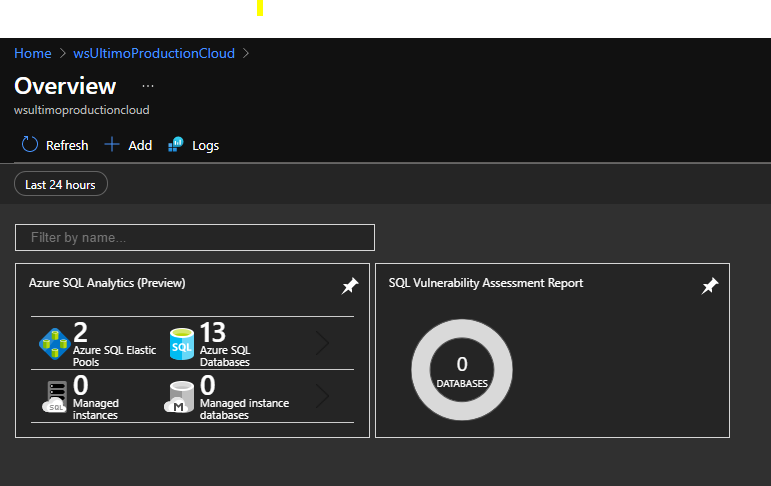 Home > wsUltimoProductionCloud >
Overview ...
wsultimoproductioncloud
Refresh + Add Logs
Last 24 hours
Filter by name...
Azure SQL Analytics (Preview)
2
Azure SQL Elastic
Pools
13
Azure SQL
Databases
SQL
0
Managed
instances
SQL
0
Managed instance
databases
M
SQL Vulnerability Assessment Report
0
DATABASES